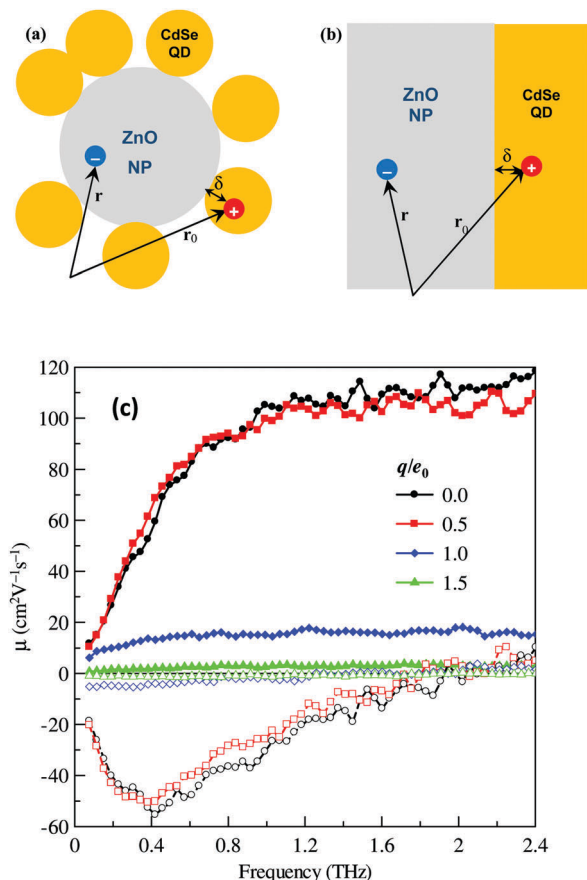 (a)
CdSe
QD
ZnO
NP
−
r
δ
+
r₀
(b)
ZnO
NP
CdSe
QD
δ
−
+
r
r₀
(c)
120
100
80
60
40
20
0
-20
-40
-60
μ (cm²V⁻¹s⁻¹)
q/e₀
0.0
0.5
1.0
1.5
0.4
0.8
1.2
1.6
2.0
2.4
Frequency (THz)